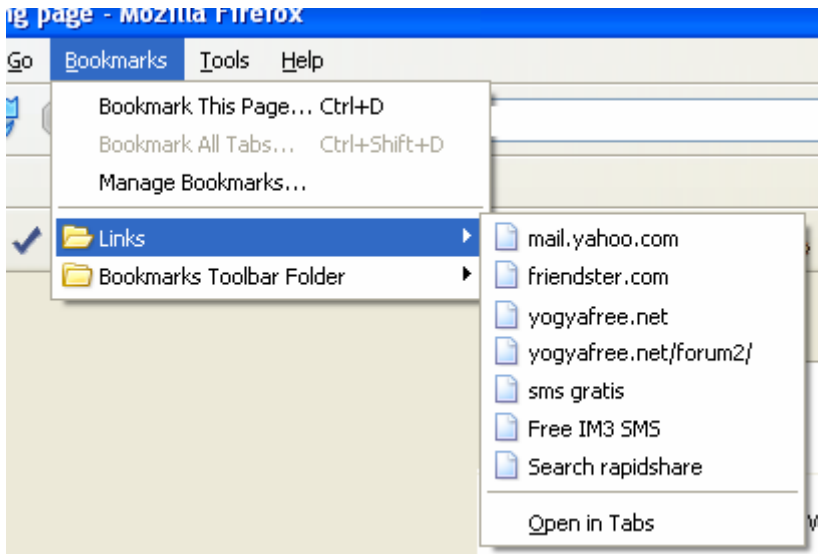 ng page - Mozilla Firefox
Go Bookmarks Tools Help
Bookmark This Page... Ctrl+D
Bookmark All Tabs... Ctrl+Shift+D
Manage Bookmarks...
Links
Bookmarks Toolbar Folder
mail.yahoo.com
friendster.com
yogyafree.net
yogyafree.net/forum2/
sms gratis
Free IM3 SMS
Search rapidshare
Open in Tabs